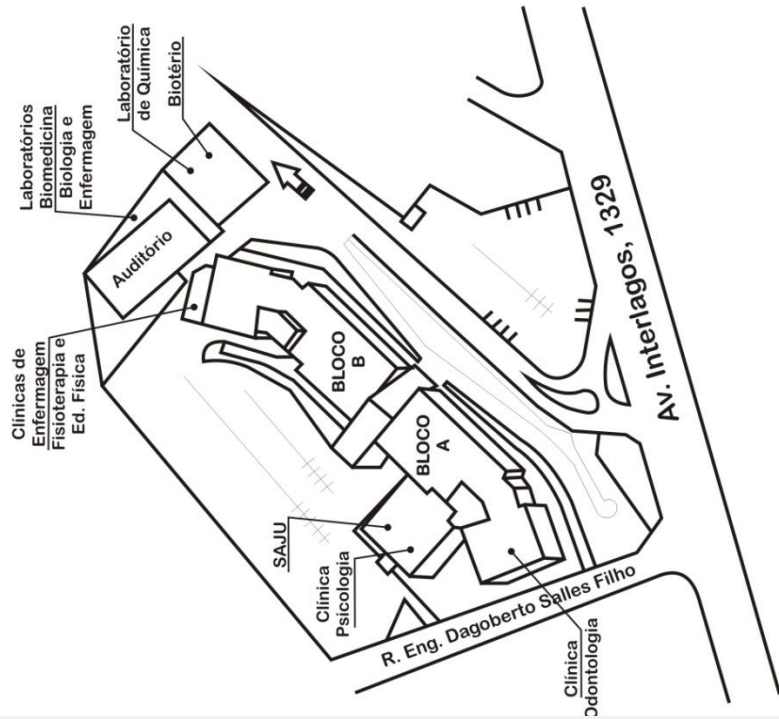 Laboratórios
Biomedicina
Biologia e
Enfermagem
Laboratório
de Química
Biotério
Auditório
Clínicas de
Enfermagem
Fisioterapia e
Ed. Física
BLOCO
B
BLOCO
A
SAJU
Clínica
Psicologia
Clínica
Odontologia
R. Eng. Dagoberto Salles Filho
Av. Interlagos, 1329